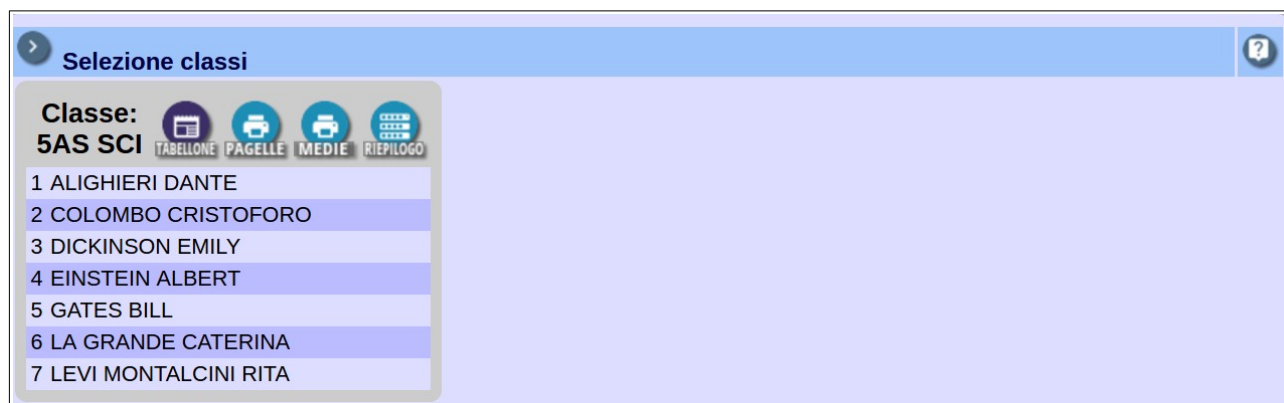 Selezione classi
Classe:
5AS SCI
TABELLONE PAGELLE MEDIE RIEPILOGO
1 ALIGHIERI DANTE
2 COLOMBO CRISTOFORO
3 DICKINSON EMILY
4 EINSTEIN ALBERT
5 GATES BILL
6 LA GRANDE CATERINA
7 LEVI MONTALCINI RITA